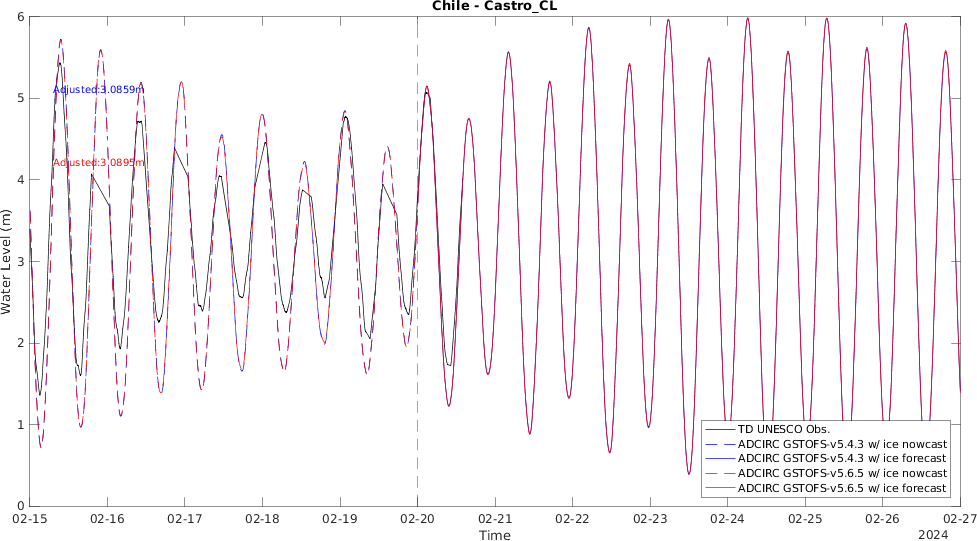 Chile - Castro_CL
6
5
4
3
2
1
0
Water Level (m)
Adjusted:3.0859m
Adjusted:3.0895m
TD UNESCO Obs.
ADCIRC GSTOFS-v5.4.3 w/ ice nowcast
ADCIRC GSTOFS-v5.4.3 w/ ice forecast
ADCIRC GSTOFS-v5.6.5 w/ ice nowcast
ADCIRC GSTOFS-v5.6.5 w/ ice forecast
02-15 02-16 02-17 02-18 02-19 02-20 02-21 02-22 02-23 02-24 02-25 02-26 02-27
Time
2024